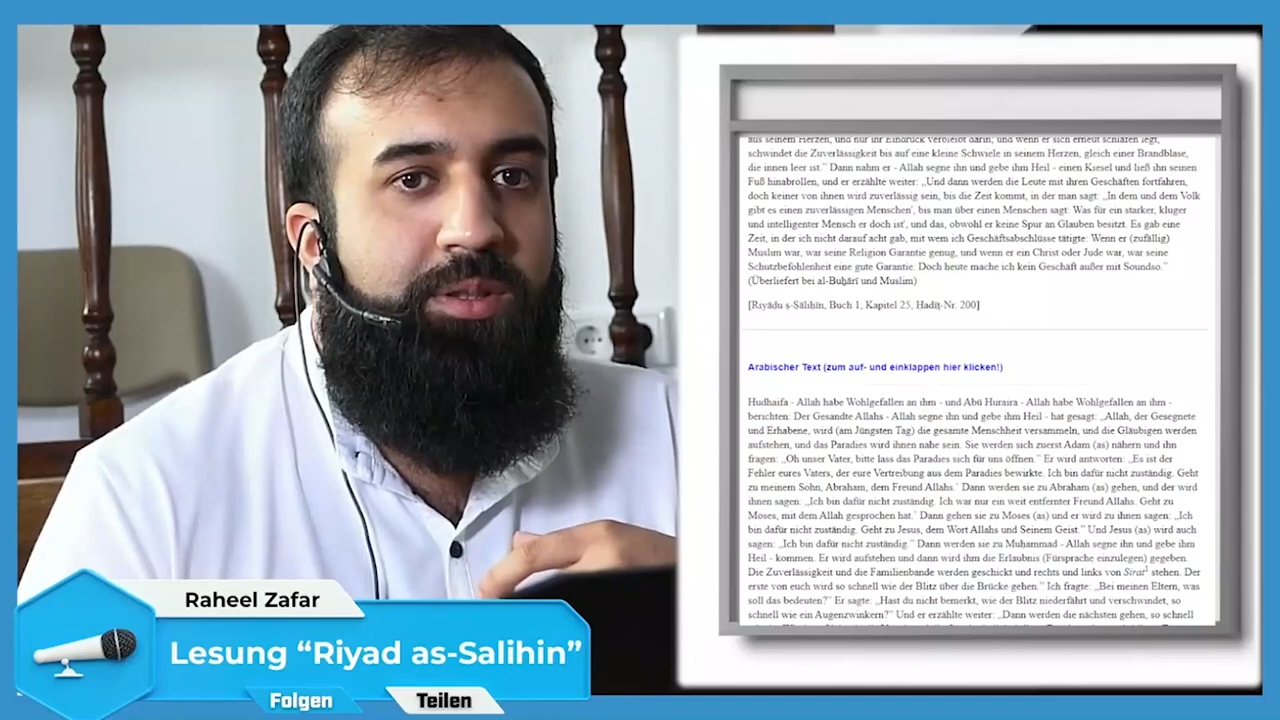 aus seinem Herzen, und nur ihr Eindruck verbleibt darin; und wenn er sich erneut schlafen legt,
schwindet die Zuverlässigkeit bis auf eine kleine Schwiele in seinem Herzen, gleich einer Brandblase,
die innen leer ist.” Dann nahm er - Allah segne ihn und gebe ihm Heil - einen Kiesel und ließ ihn seinen
Fuß hinabrollen, und er erzählte weiter: „Und dann werden die Leute mit ihren Geschäften fortfahren,
doch keiner von ihnen wird zuverlässig sein, bis die Zeit kommt, in der man sagt: ‚In dem und dem Volk
gibt es einen zuverlässigen Menschen', bis man über einen Menschen sagt: Was für ein starker, kluger
und intelligenter Mensch er doch ist', und das, obwohl er keine Spur an Glauben besitzt. Es gab eine
Zeit, in der ich nicht darauf acht gab, mit wem ich Geschäftsabschlüsse tätigte: Wenn er (zufällig)
Muslim war, war seine Religion Garantie genug, und wenn er ein Christ oder Jude war, war seine
Schutzbefohlenheit eine gute Garantie. Doch heute mache ich kein Geschäft außer mit Soundso.”
(Überliefert bei al-Buḫārī und Muslim)
[Riyāḍu ṣ-Ṣāliḥīn, Buch 1, Kapitel 25, Ḥadīṯ-Nr. 200]
Arabischer Text (zum auf- und einklappen hier klicken!)
Hudhaifa - Allah habe Wohlgefallen an ihm - und Abū Huraira - Allah habe Wohlgefallen an ihm -
berichten: Der Gesandte Allahs - Allah segne ihn und gebe ihm Heil - hat gesagt: „Allah, der Gesegnete
und Erhabene, wird (am Jüngsten Tag) die gesamte Menschheit versammeln, und die Gläubigen werden
aufstehen, und das Paradies wird ihnen nahe sein. Sie werden sich zuerst Adam (as) nähern und ihn
fragen: „Oh unser Vater, bitte lass das Paradies sich für uns öffnen.” Er wird antworten: „Es ist der
Fehler eures Vaters, der eure Vertreibung aus dem Paradies bewirkte. Ich bin dafür nicht zuständig. Geht
zu meinem Sohn, Abraham, dem Freund Allahs.' Dann werden sie zu Abraham (as) gehen, und der wird
ihnen sagen: „Ich bin dafür nicht zuständig. Ich war nur ein weit entfernter Freund Allahs. Geht zu
Moses, mit dem Allah gesprochen hat.' Dann gehen sie zu Moses (as) und er wird zu ihnen sagen: „Ich
bin dafür nicht zuständig. Geht zu Jesus, dem Wort Allahs und Seinem Geist.” Und Jesus (as) wird auch
sagen: „Ich bin dafür nicht zuständig.” Dann werden sie zu Muḥammad - Allah segne ihn und gebe ihm
Heil - kommen. Er wird aufstehen und dann wird ihm die Erlaubnis (Fürsprache einzulegen) gegeben.
Die Zuverlässigkeit und die Familienbande werden geschickt und rechts und links von Sirat¹ stehen. Der
erste von euch wird so schnell wie der Blitz über die Brücke gehen.” Ich fragte: „Bei meinen Eltern, was
soll das bedeuten?” Er sagte: „Hast du nicht bemerkt, wie der Blitz niederfährt und verschwindet, so
schnell wie ein Augenzwinkern?” Und er erzählte weiter: „Dann werden die nächsten gehen, so schnell
Raheel Zafar
Lesung “Riyad as-Salihin”
Folgen
Teilen